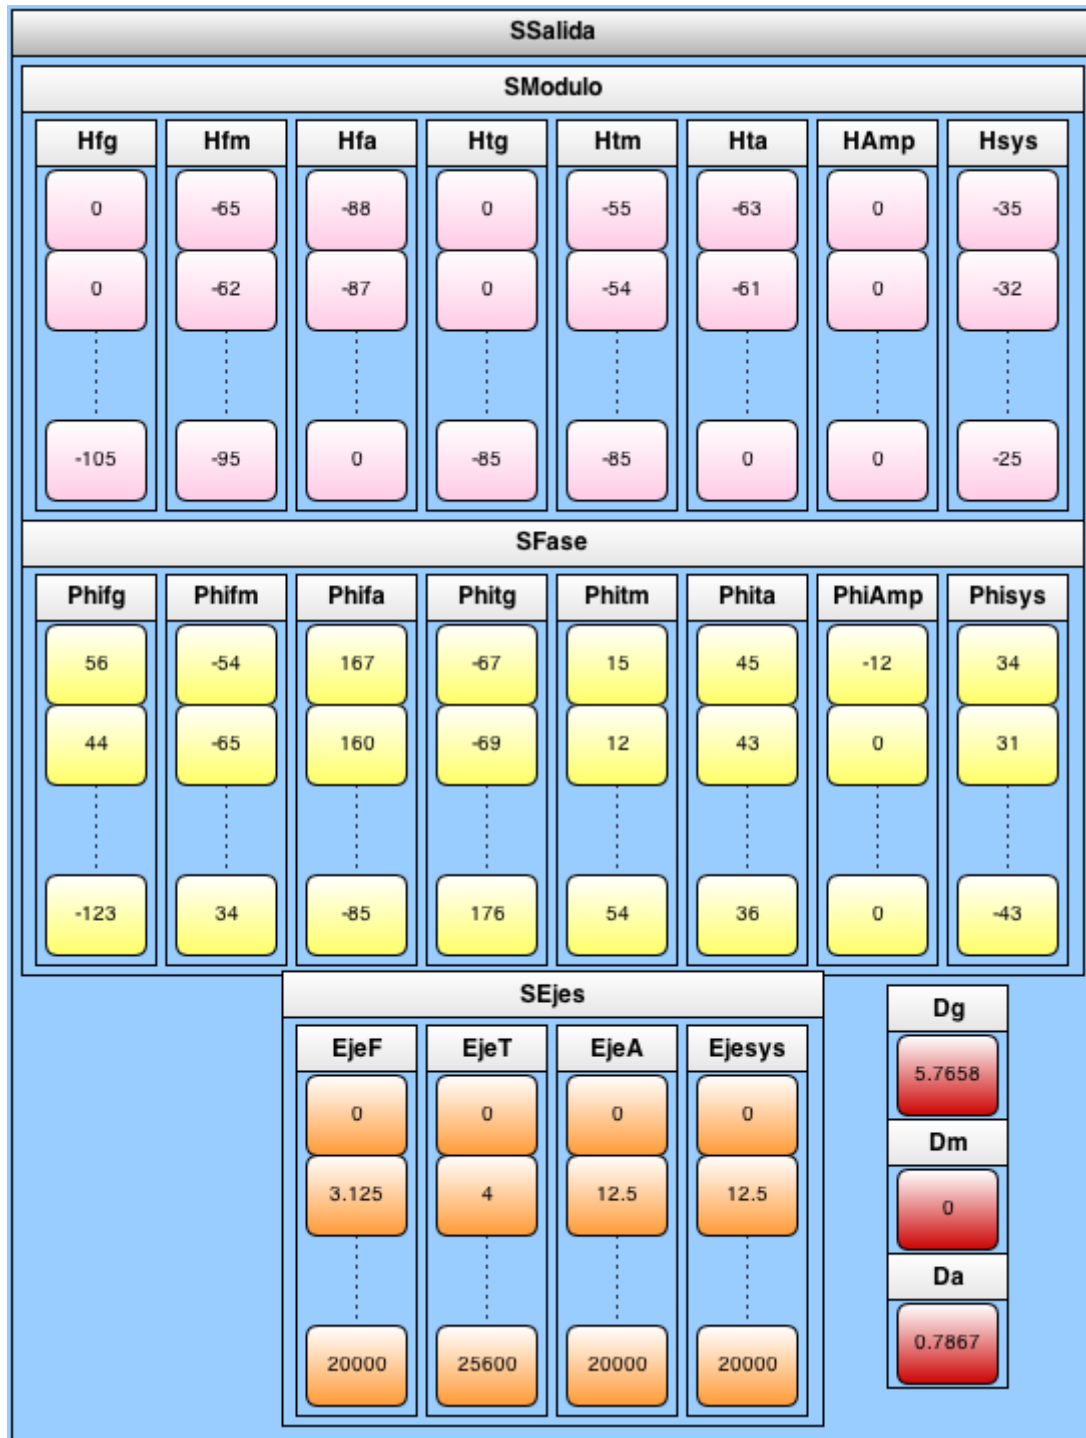 SSalida
SModulo
Hfg Hfm Hfa Htg Htm Hta HAmp Hsys
0 -65 -88 0 -55 -63 0 -35
0 -62 -87 0 -54 -61 0 -32
-105 -95 0 -85 -85 0 0 -25
SFase
Phifg Phifm Phifa Phitg Phitm Phita PhiAmp Phisys
56 -54 167 -67 15 45 -12 34
44 -65 160 -69 12 43 0 31
-123 34 -85 176 54 36 0 -43
SEjes
EjeF EjeT EjeA Ejesys
0 0 0 0
3.125 4 12.5 12.5
20000 25600 20000 20000
Dg
5.7658
Dm
0
Da
0.7867